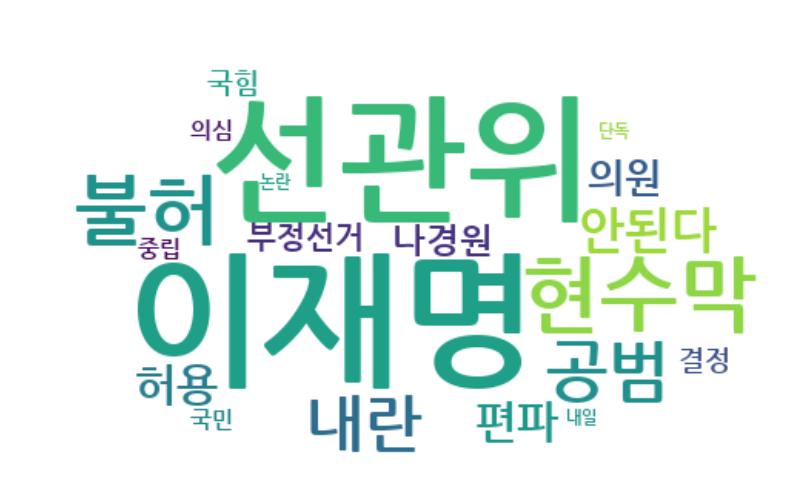 국힘
의심
선관위
단독
논란
의원
불허
안된다
중립
부정선거
나경원
이재명
현수막
공범
결정
허용
국민
내란
편파
내일